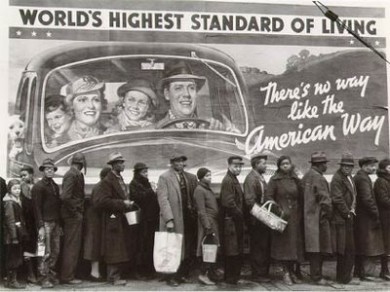 WORLD'S HIGHEST STANDARD OF LIVING
There's no way
like the
American Way